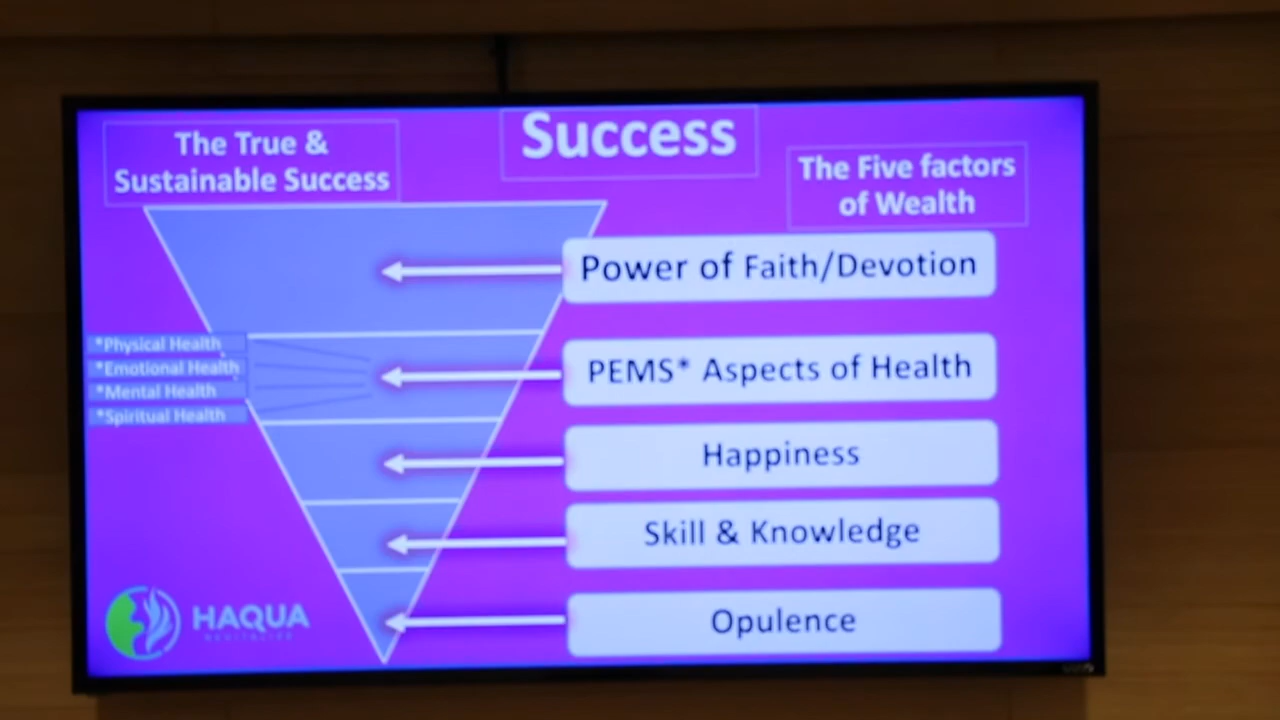 Success
The True &
Sustainable Success
The Five factors
of Wealth
Power of Faith/Devotion
*Physical Health
*Emotional Health
*Mental Health
*Spiritual Health
PEMS* Aspects of Health
Happiness
Skill & Knowledge
Opulence
HAQUA